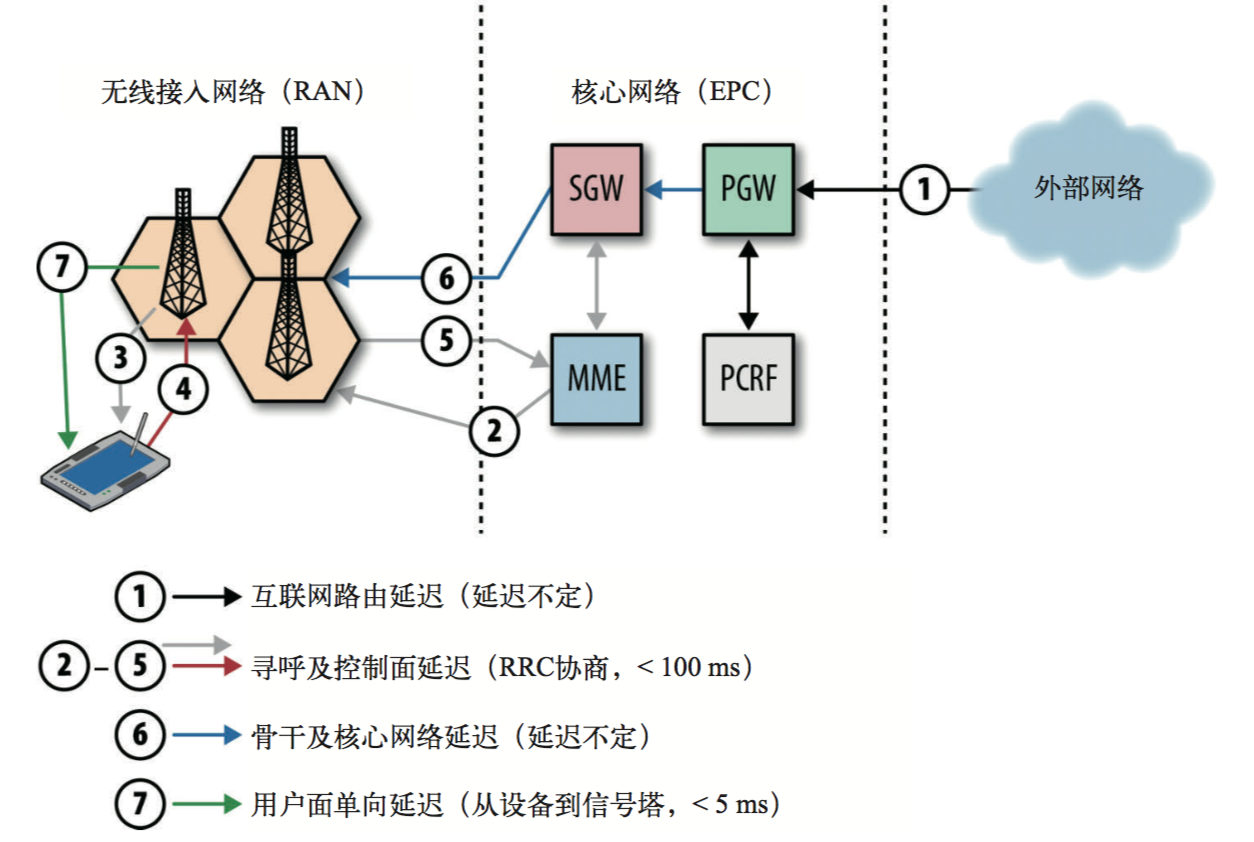 无线接入网络（RAN）
核心网络（EPC）
SGW
PGW
1
外部网络
7
6
3
5
4
MME
PCRF
2
1 互联网路由延迟（延迟不定）
2 – 5 寻呼及控制面延迟（RRC协商，< 100 ms）
6 骨干及核心网络延迟（延迟不定）
7 用户面单向延迟（从设备到信号塔，< 5 ms）